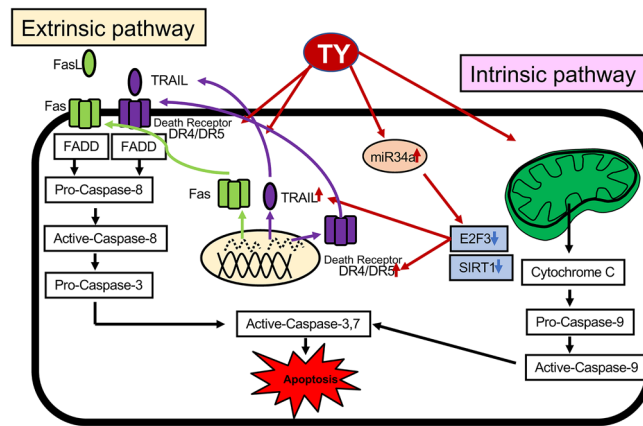 Extrinsic pathway
TY
FasL
TRAIL
Intrinsic pathway
Fas
Death Receptor
DR4/DR5
FADD
FADD
miR34a
Pro-Caspase-8
Fas
TRAIL
Active-Caspase-8
E2F3
Death Receptor
DR4/DR5
SIRT1
Cytochrome C
Pro-Caspase-3
Active-Caspase-3,7
Pro-Caspase-9
Active-Caspase-9
Apoptosis